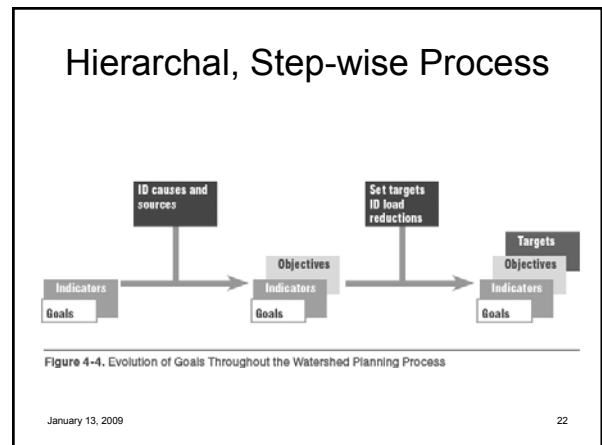 Hierarchal, Step-wise Process
ID causes and
sources
Set targets
ID load
reductions
Indicators
Goals
Objectives
Indicators
Goals
Targets
Objectives
Indicators
Goals
Figure 4-4. Evolution of Goals Throughout the Watershed Planning Process
January 13, 2009
22